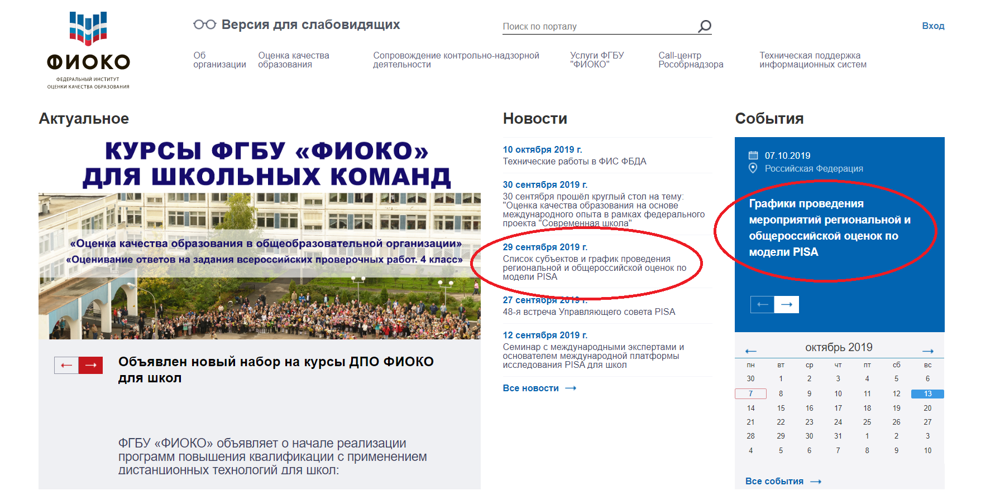 ФИОКО
ФЕДЕРАЛЬНЫЙ ИНСТИТУТ
ОЦЕНКИ КАЧЕСТВА ОБРАЗОВАНИЯ
Версия для слабовидящих
Поиск по порталу
Вход
Об
организации
Оценка качества
образования
Сопровождение контрольно-надзорной
деятельности
Услуги ФГБУ
"ФИОКО"
Call-центр
Рособрнадзора
Техническая поддержка
информационных систем
Актуальное
КУРСЫ ФГБУ «ФИОКО»
ДЛЯ ШКОЛЬНЫХ КОМАНД
«Оценка качества образования в общеобразовательной организации»
«Оценивание ответов на задания всероссийских проверочных работ. 4 класс»
Объявлен новый набор на курсы ДПО ФИОКО
для школ
ФГБУ «ФИОКО» объявляет о начале реализации
программ повышения квалификации с применением
дистанционных технологий для школ:
Новости
10 октября 2019 г.
Технические работы в ФИС ФБДА
30 сентября 2019 г.
30 сентября прошёл круглый стол на тему:
"Оценка качества образования на основе
международного опыта в рамках федерального
проекта "Современная школа"
29 сентября 2019 г.
Список субъектов и график проведения
региональной и общероссийской оценок по
модели PISA
27 сентября 2019 г.
48-я встреча Управляющего совета PISA
12 сентября 2019 г.
Семинар с международными экспертами и
основателем международной платформы
исследования PISA для школ
Все новости
События
07.10.2019
Российская Федерация
Графики проведения
мероприятий региональной и
общероссийской оценок по
модели PISA
октябрь 2019
пн вт ср чт пт сб вс
30 1 2 3 4 5 6
7 8 9 10 11 12 13
14 15 16 17 18 19 20
21 22 23 24 25 26 27
28 29 30 31 1 2 3
4 5 6 7 8 9 10
Все события